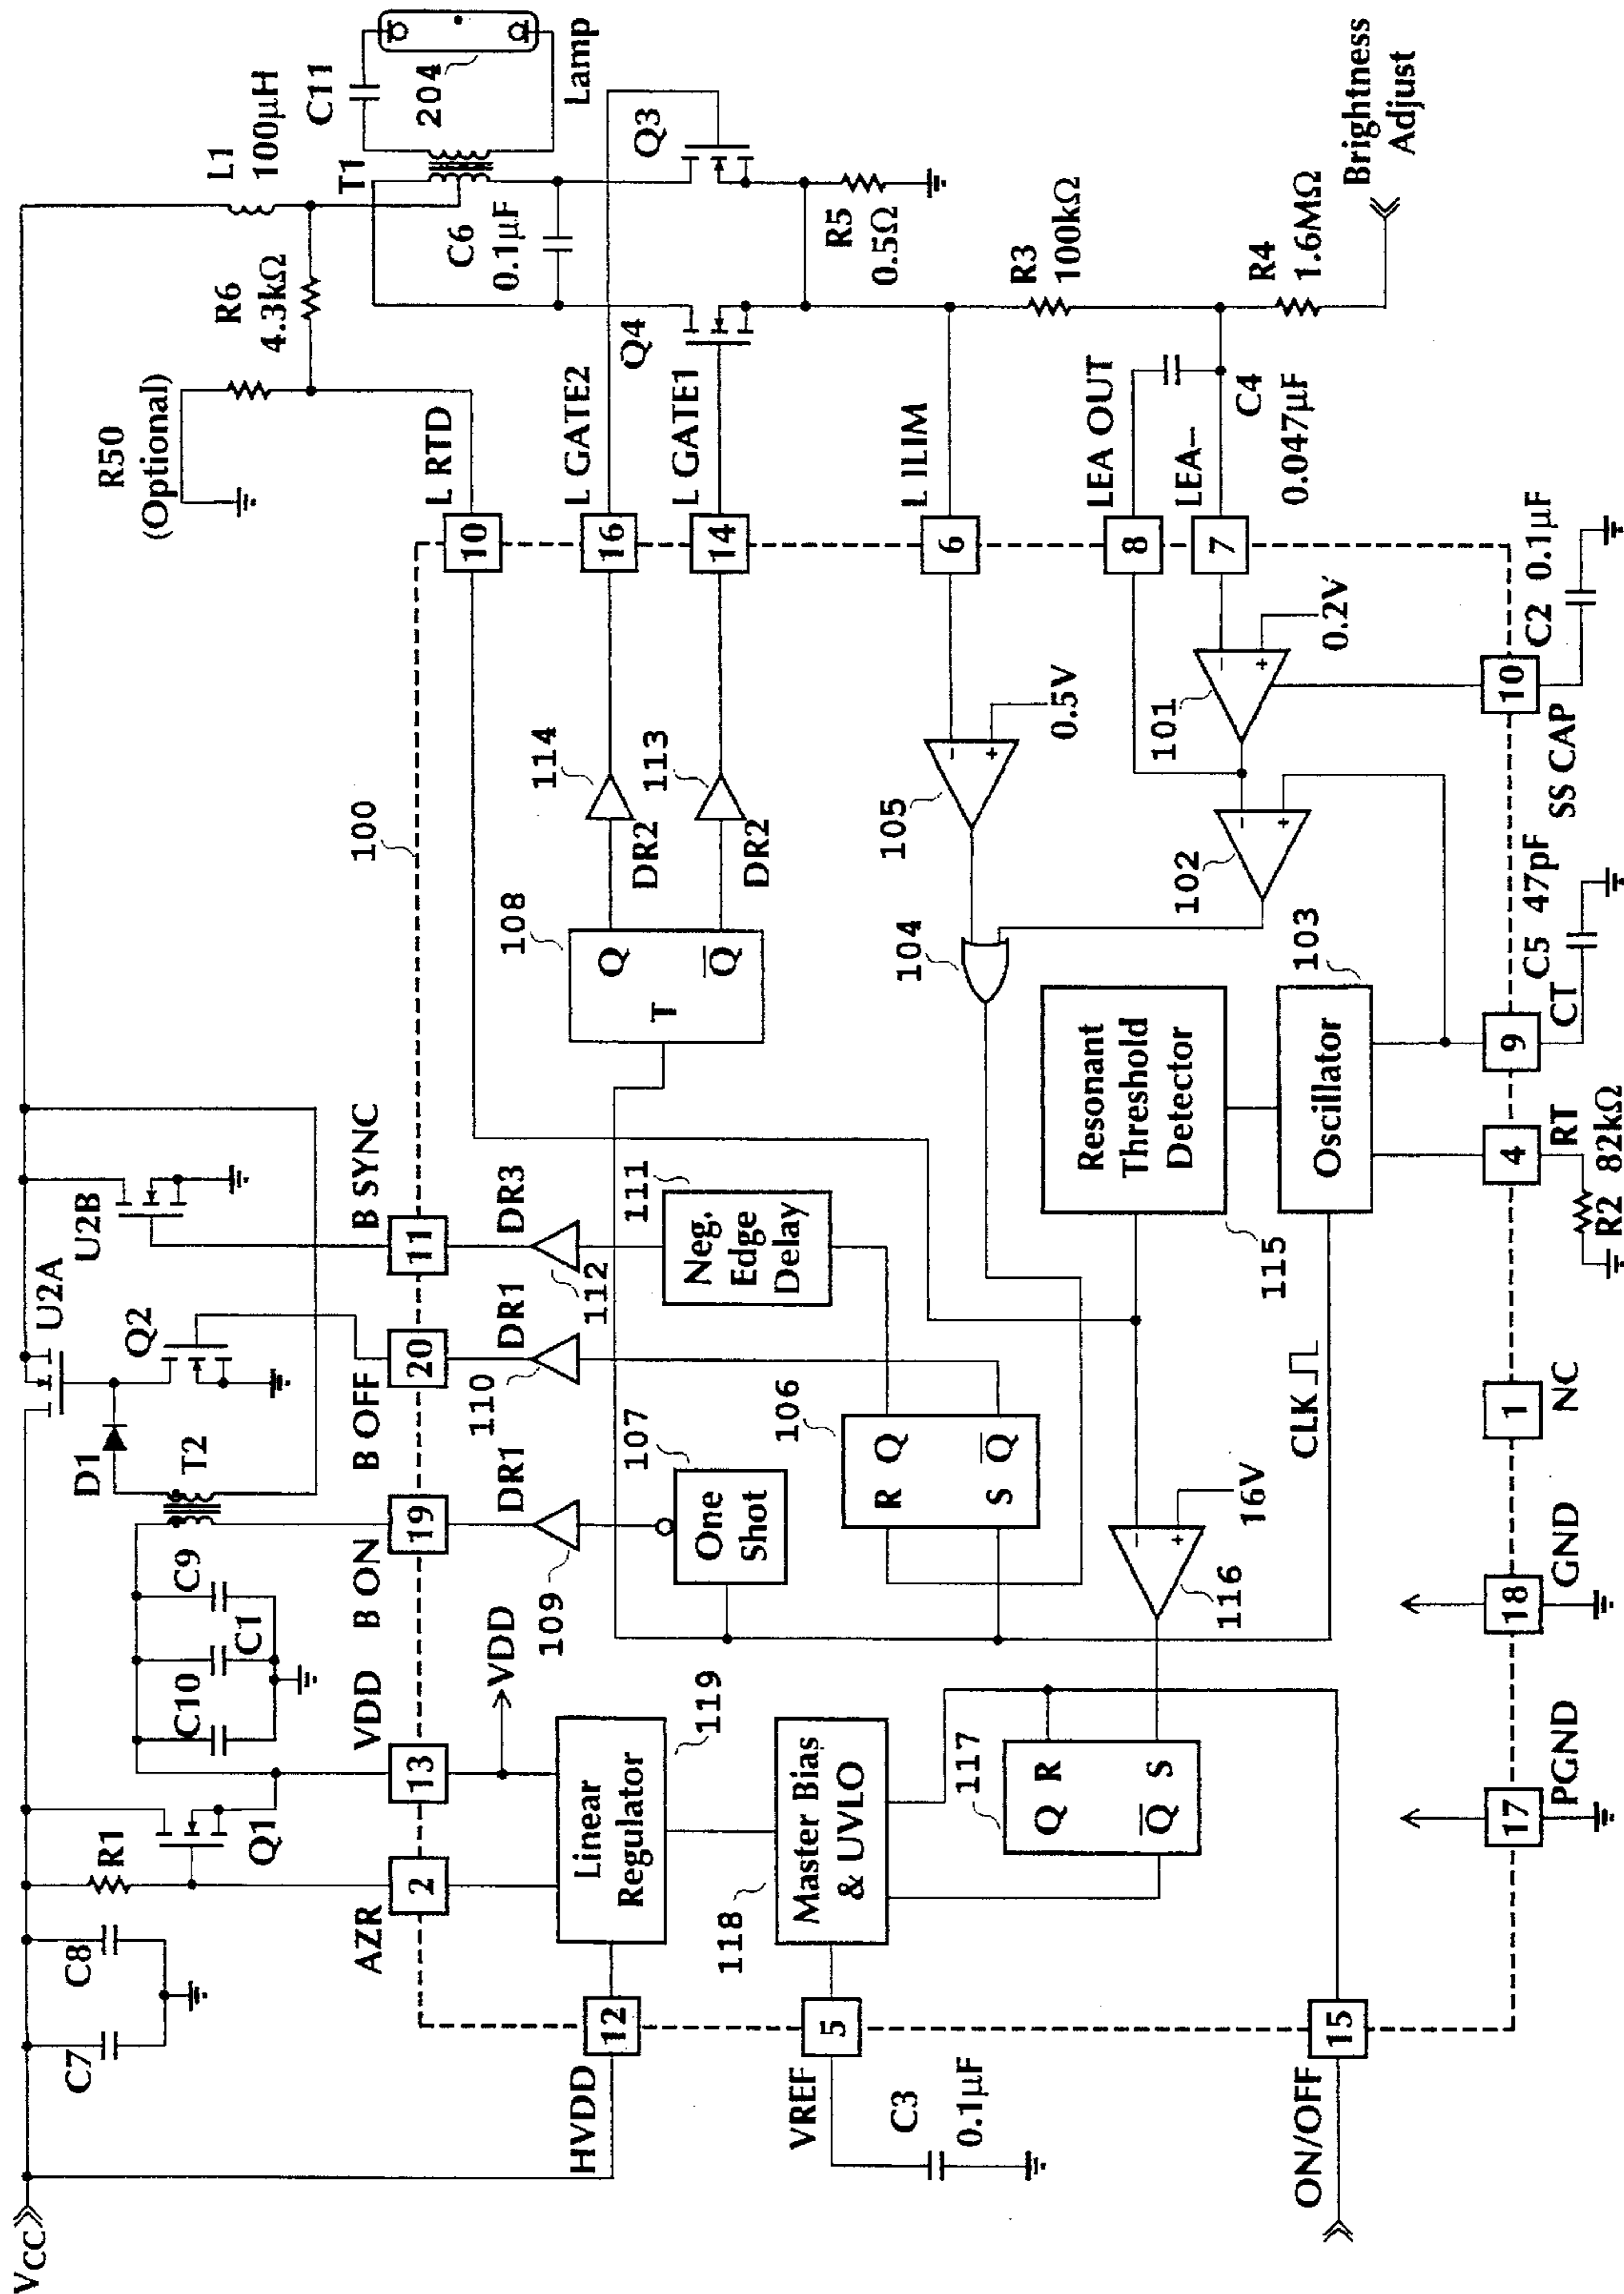 VCC
C7
C8
R1
Q1
C10
C1
C9
T2
D1
U2A
Q2
U2B
R50
(Optional)
R6
4.3kΩ
L1
100µH
T1
C6
0.1µF
C11
204
Lamp
Q3
Q4
R5
0.5Ω
R3
100kΩ
R4
1.6MΩ
Brightness
Adjust
AZR
2
VDD
13
B ON
19
B OFF
20
B SYNC
11
100
L RTD
10
L GATE2
16
L GATE1
14
L ILIM
6
LEA OUT
8
LEA–
7
C4
0.047µF
HVDD
12
VREF
5
C3
0.1µF
ON/OFF
15
VDD
Linear
Regulator
119
Master Bias
& UVLO
118
Q R
Q S
117
DR1
109
One
Shot
107
DR1
110
DR3
112
Neg.
Edge
Delay
111
R Q
S Q
106
T
Q
Q
108
DR2
114
DR2
113
105
0.5V
104
101
0.2V
102
Resonant
Threshold
Detector
115
Oscillator
103
16V
116
CLK
17
PGND
18
GND
1
NC
4
RT
R2 82kΩ
9
CT
C5 47pF
10
SS CAP
C2 0.1µF